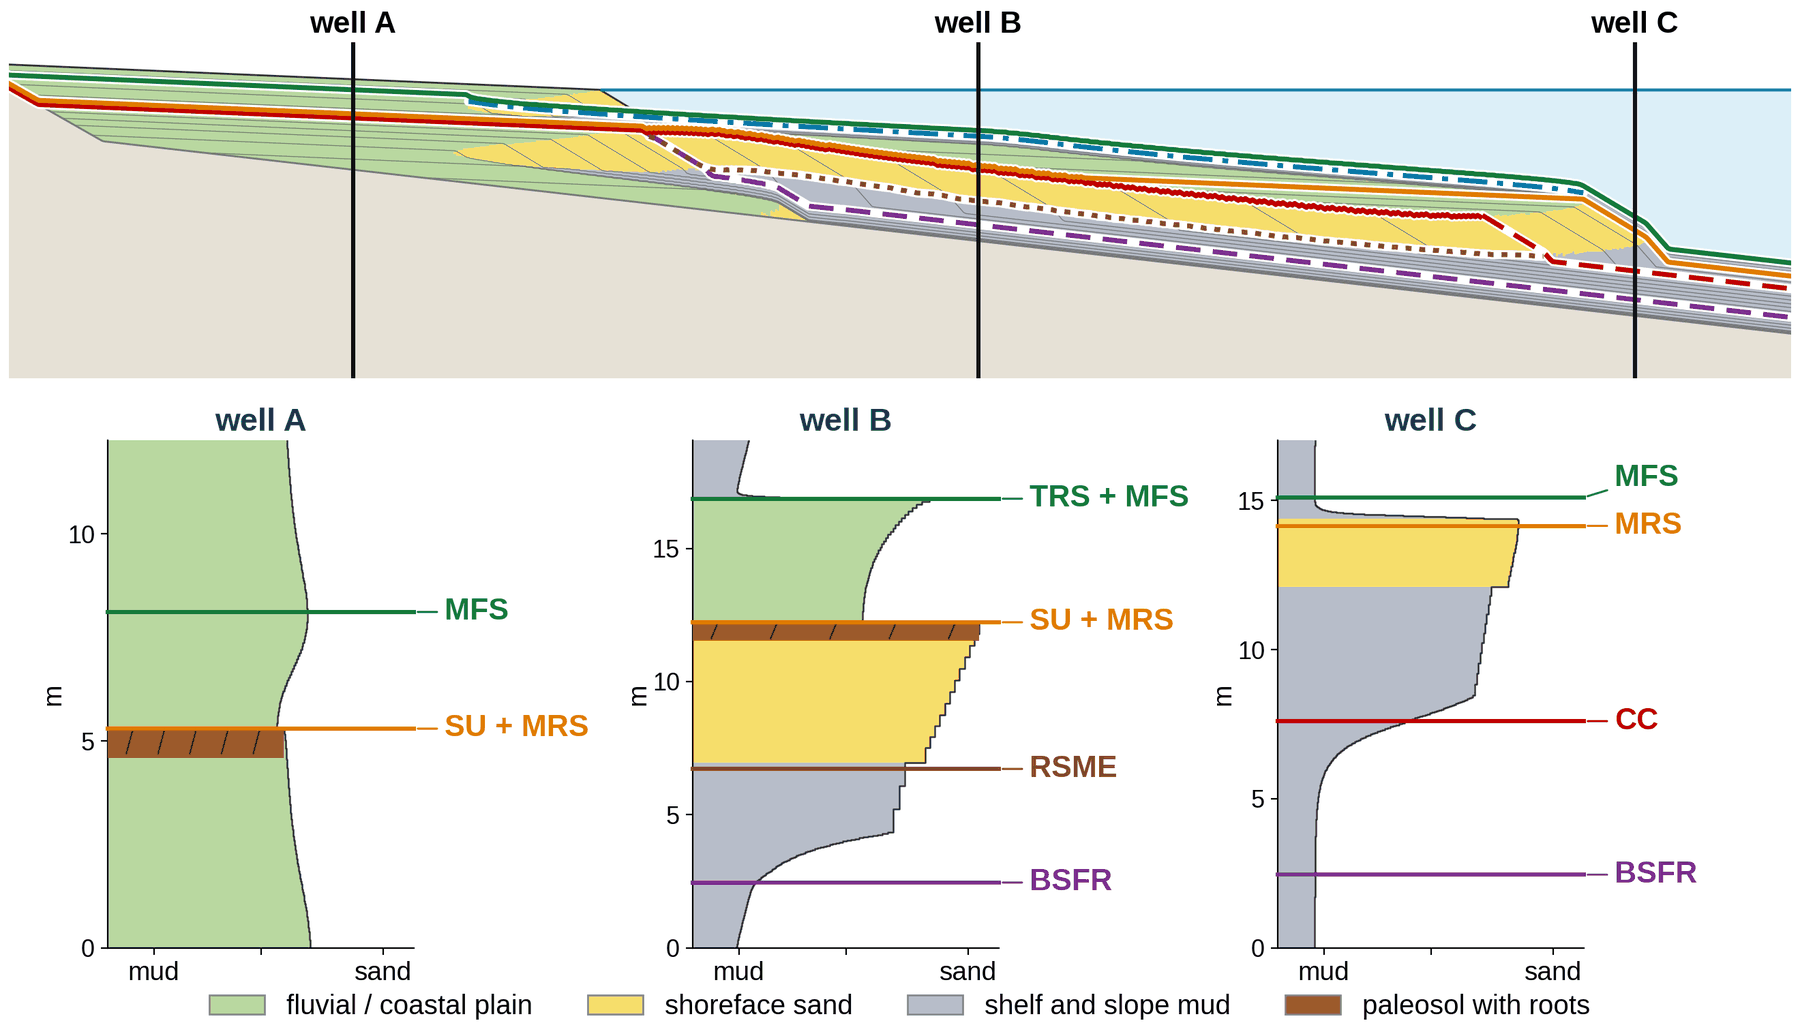 well A
well B
well C
well A
well B
well C
10
5
0
m
MFS
SU + MRS
mud
sand
15
10
5
0
m
TRS + MFS
SU + MRS
RSME
BSFR
mud
sand
15
10
5
0
m
MFS
MRS
CC
BSFR
mud
sand
fluvial / coastal plain
shoreface sand
shelf and slope mud
paleosol with roots